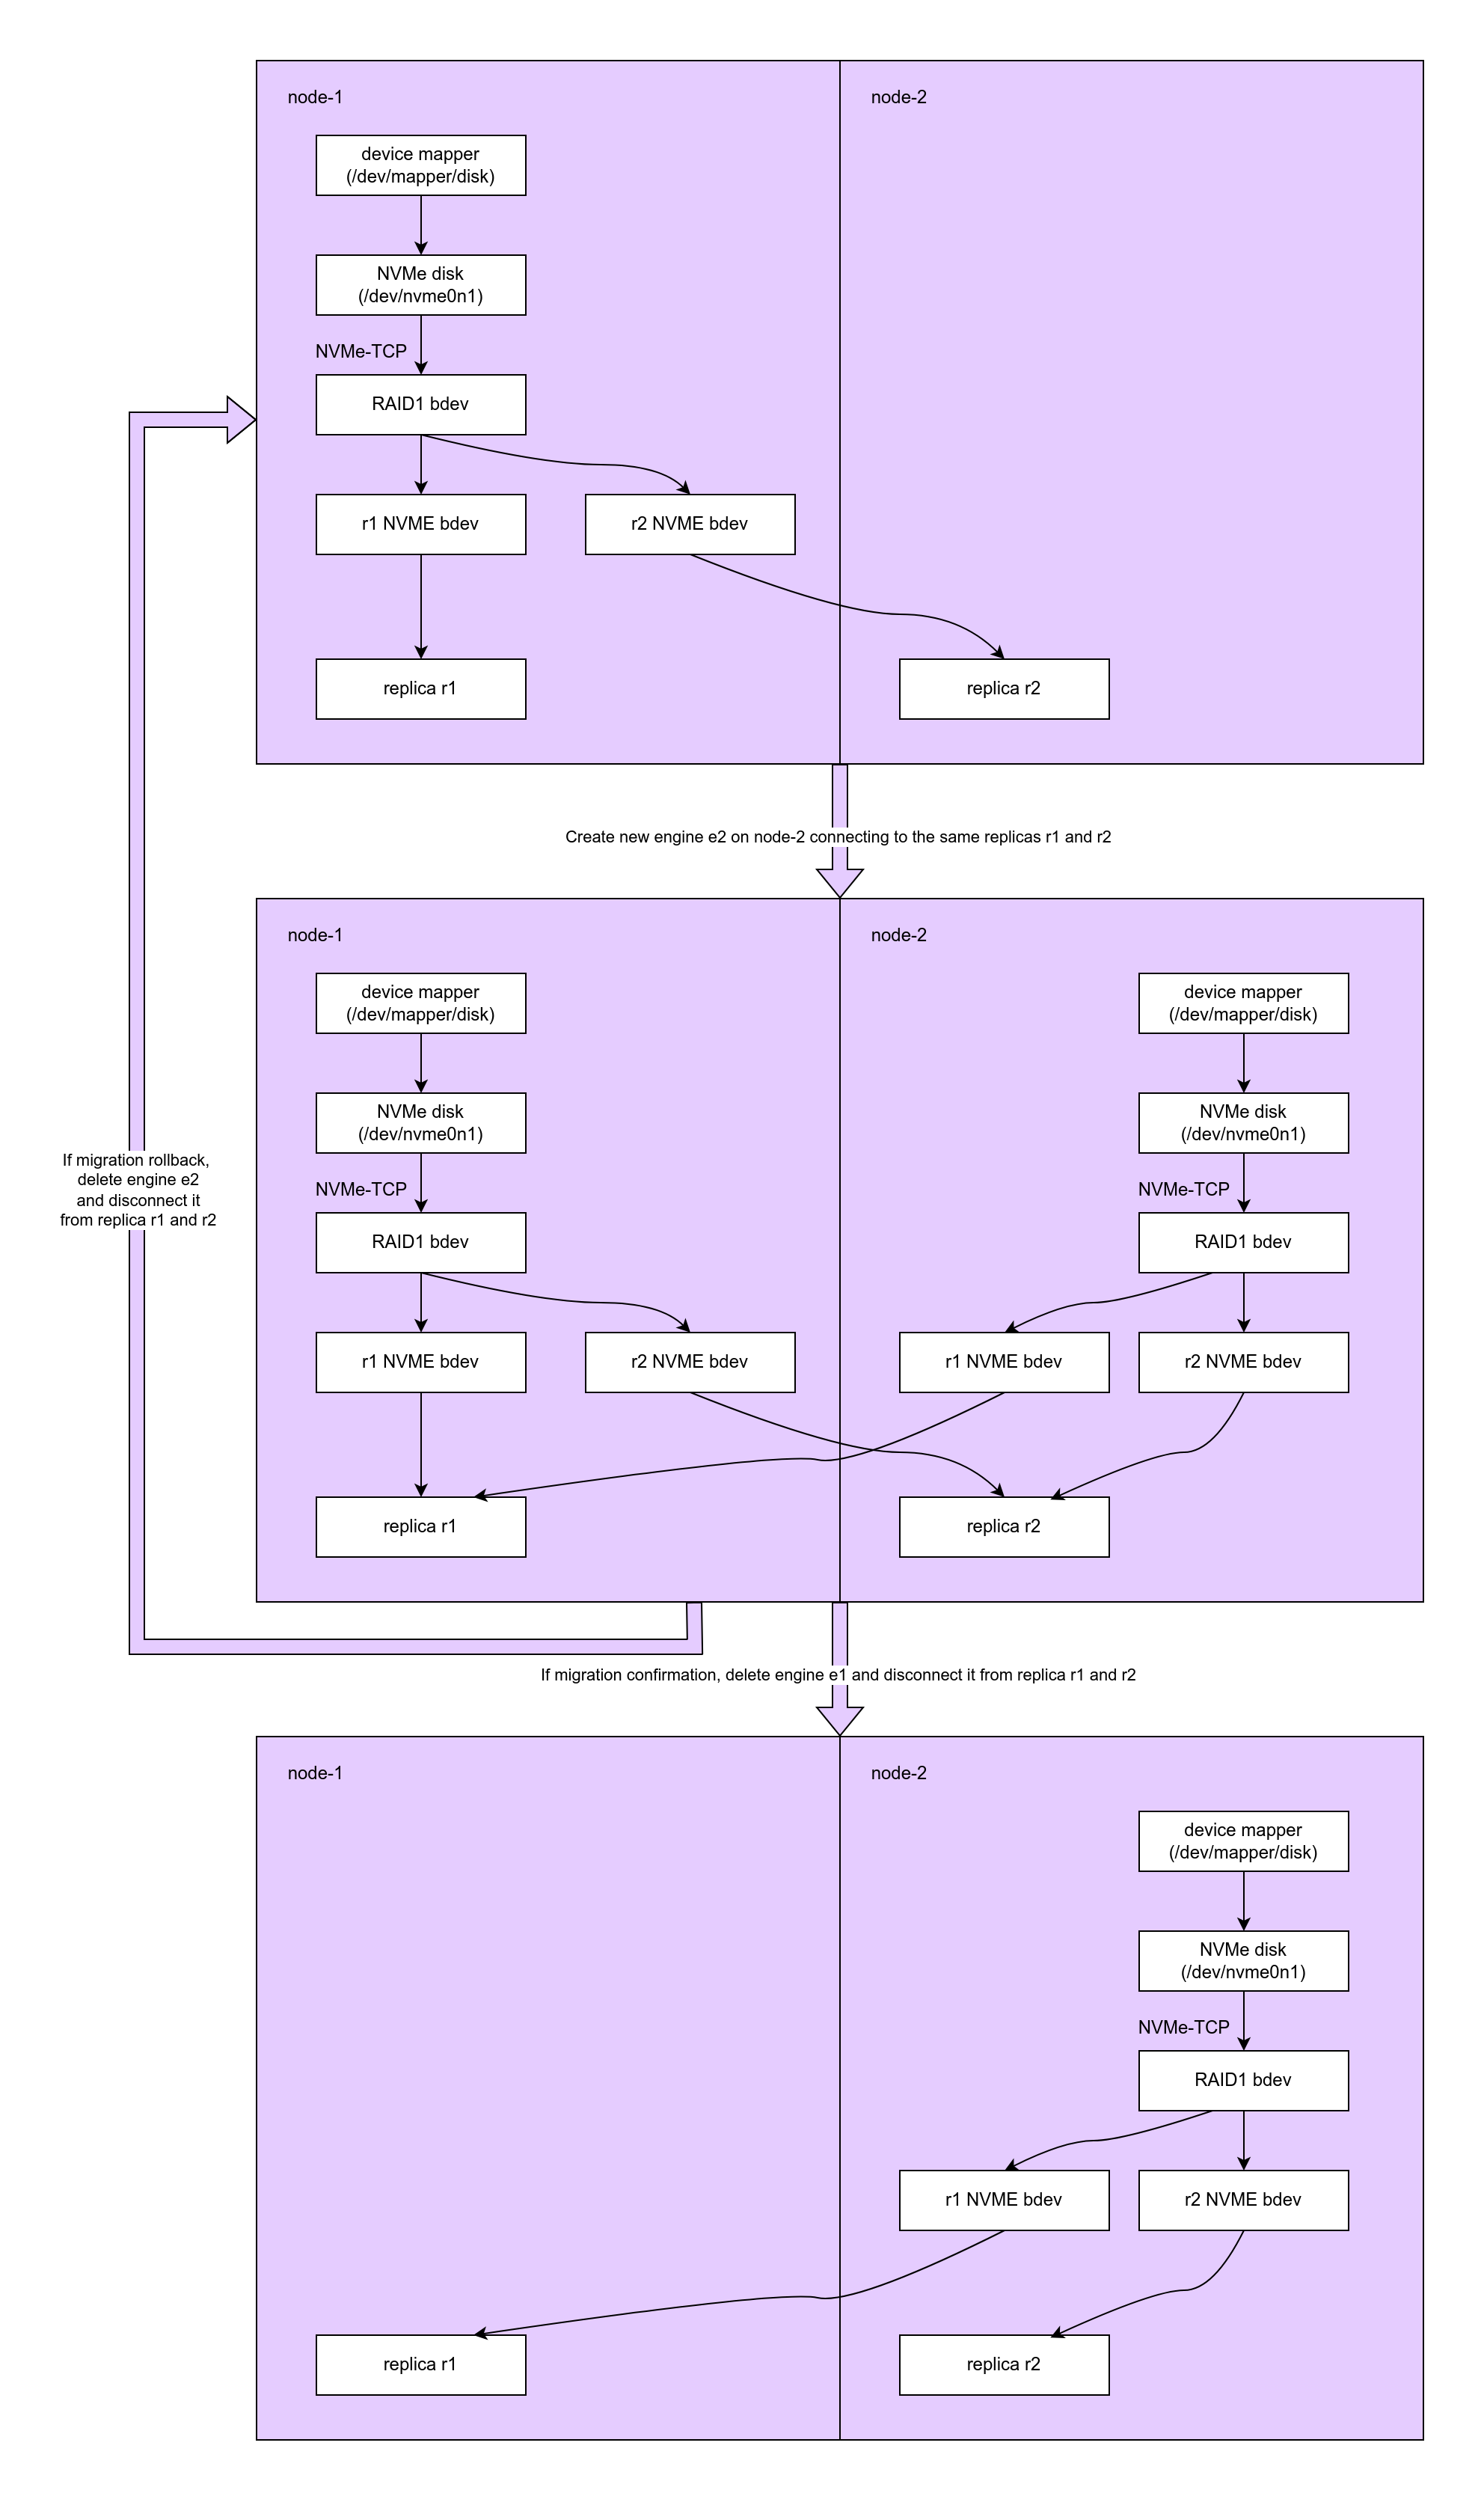 node-1
node-2
device mapper
(/dev/mapper/disk)
NVMe disk
(/dev/nvme0n1)
NVMe-TCP
RAID1 bdev
r1 NVME bdev
r2 NVME bdev
replica r1
replica r2
Create new engine e2 on node-2 connecting to the same replicas r1 and r2
node-1
node-2
device mapper
(/dev/mapper/disk)
device mapper
(/dev/mapper/disk)
NVMe disk
(/dev/nvme0n1)
NVMe disk
(/dev/nvme0n1)
NVMe-TCP
NVMe-TCP
RAID1 bdev
RAID1 bdev
r1 NVME bdev
r2 NVME bdev
r1 NVME bdev
r2 NVME bdev
replica r1
replica r2
If migration rollback,
delete engine e2
and disconnect it
from replica r1 and r2
If migration confirmation, delete engine e1 and disconnect it from replica r1 and r2
node-1
node-2
device mapper
(/dev/mapper/disk)
NVMe disk
(/dev/nvme0n1)
NVMe-TCP
RAID1 bdev
r1 NVME bdev
r2 NVME bdev
replica r1
replica r2